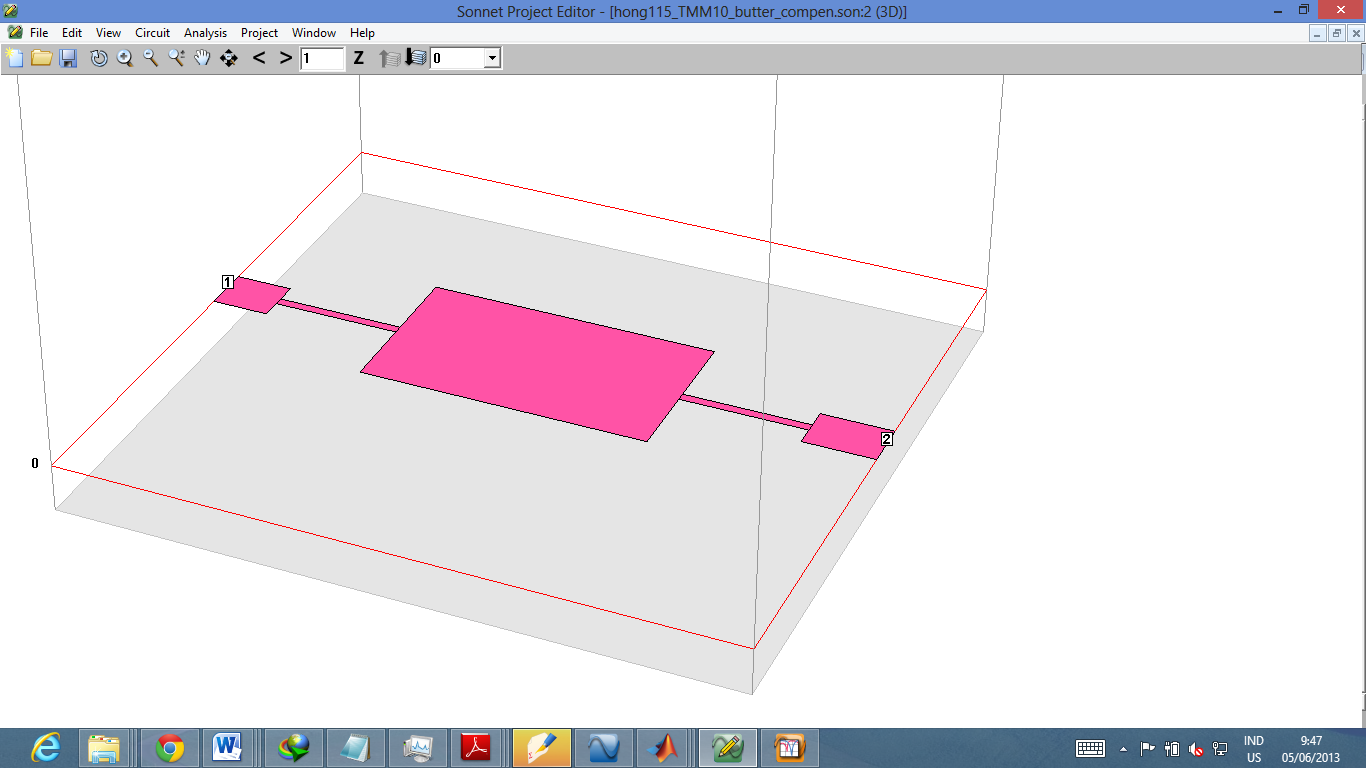 Sonnet Project Editor - [hong115_TMM10_butter_compen.son:2 (3D)]
File Edit View Circuit Analysis Project Window Help
< > 1 Z 0
1
2
0
IND 9:47
US 05/06/2013